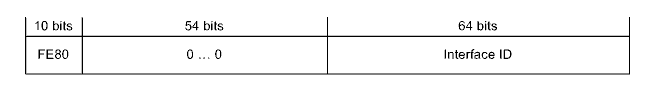 10 bits 54 bits 64 bits
FE80 0 ... 0 Interface ID